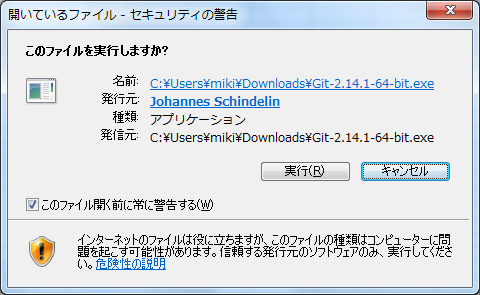 開いているファイル - セキュリティの警告
このファイルを実行しますか?
名前: C:¥Users¥miki¥Downloads¥Git-2.14.1-64-bit.exe
発行元: Johannes Schindelin
種類: アプリケーション
発信元: C:¥Users¥miki¥Downloads¥Git-2.14.1-64-bit.exe
実行(R) キャンセル
このファイル開く前に常に警告する(W)
インターネットのファイルは役に立ちますが、このファイルの種類はコンピューターに問
題を起こす可能性があります。信頼する発行元のソフトウェアのみ、実行してくださ
い。危険性の説明